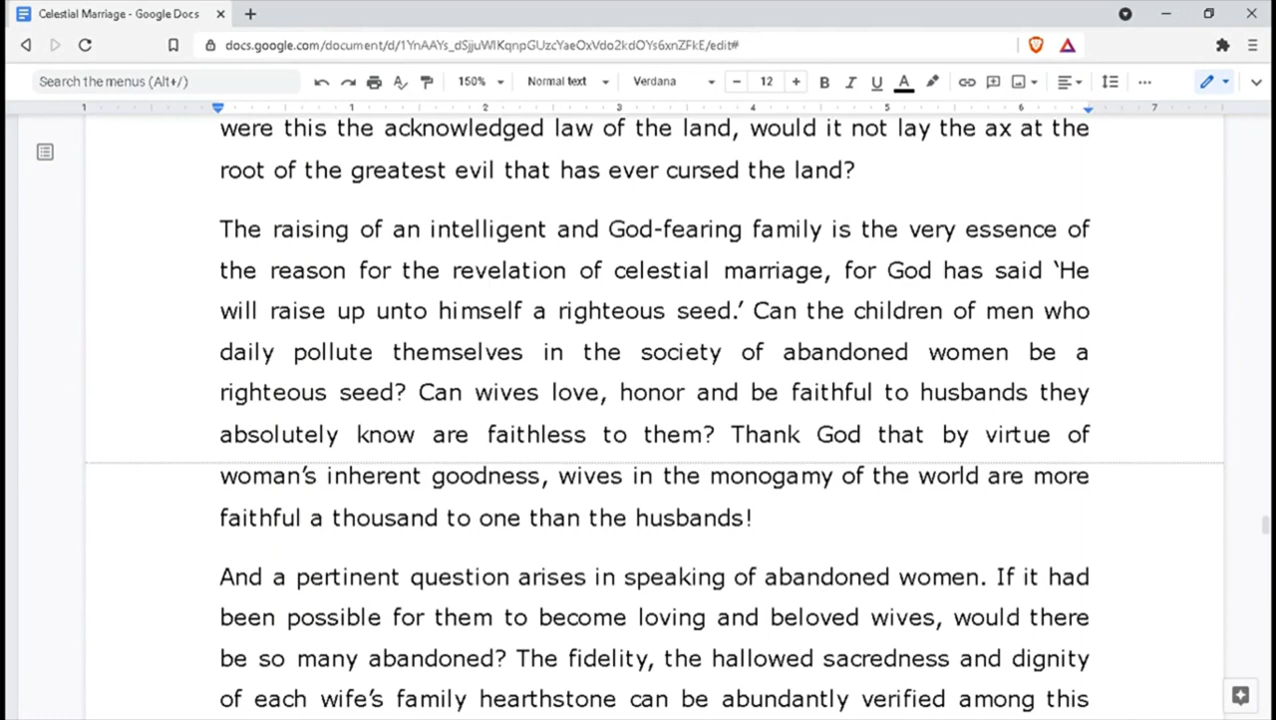 Celestial Marriage - Google Docs
docs.google.com/document/d/1YnAAYs_dSjjuWlKqnpGUzcYaeOxVdo2kdOYs6xnZFkE/edit#
Search the menus (Alt+/) 150% Normal text Verdana 12 B I U A
1 1 2 3 4 5 6 7
were this the acknowledged law of the land, would it not lay the ax at the
root of the greatest evil that has ever cursed the land?
The raising of an intelligent and God-fearing family is the very essence of
the reason for the revelation of celestial marriage, for God has said ‘He
will raise up unto himself a righteous seed.’ Can the children of men who
daily pollute themselves in the society of abandoned women be a
righteous seed? Can wives love, honor and be faithful to husbands they
absolutely know are faithless to them? Thank God that by virtue of
woman’s inherent goodness, wives in the monogamy of the world are more
faithful a thousand to one than the husbands!
And a pertinent question arises in speaking of abandoned women. If it had
been possible for them to become loving and beloved wives, would there
be so many abandoned? The fidelity, the hallowed sacredness and dignity
of each wife’s family hearthstone can be abundantly verified among this